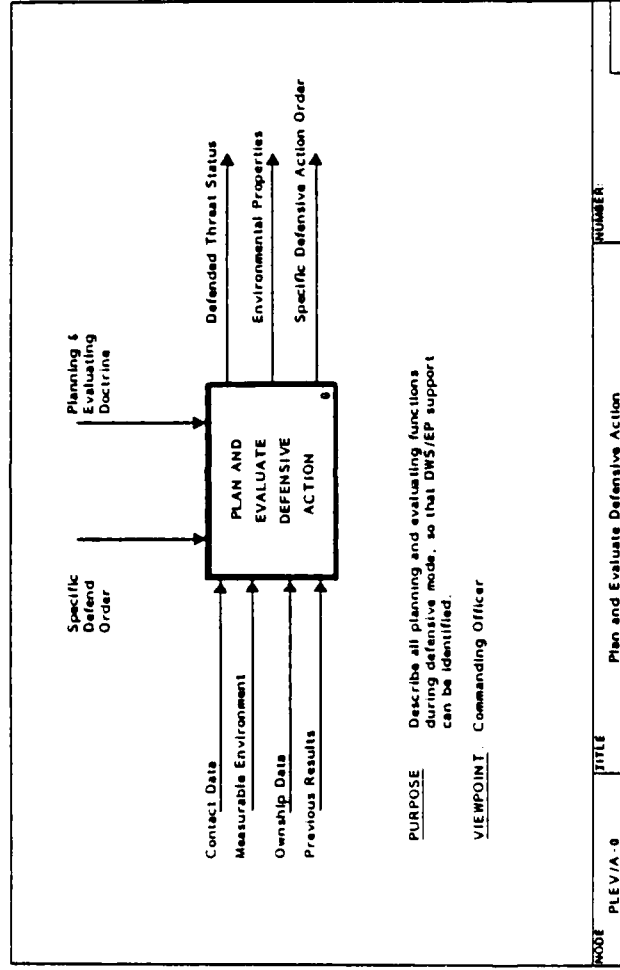 Specific
Defend
Order
Planning &
Evaluating
Doctrine
Contact Data
Measurable Environment
Ownship Data
Previous Results
PLAN AND
EVALUATE
DEFENSIVE
ACTION
0
Defended Threat Status
Environmental Properties
Specific Defensive Action Order
PURPOSE Describe all planning and evaluating functions
during defensive mode, so that DWS/EP support
can be identified.
VIEWPOINT. Commanding Officer
NODE PLEV/A-0
TITLE Plan and Evaluate Defensive Action
NUMBER: